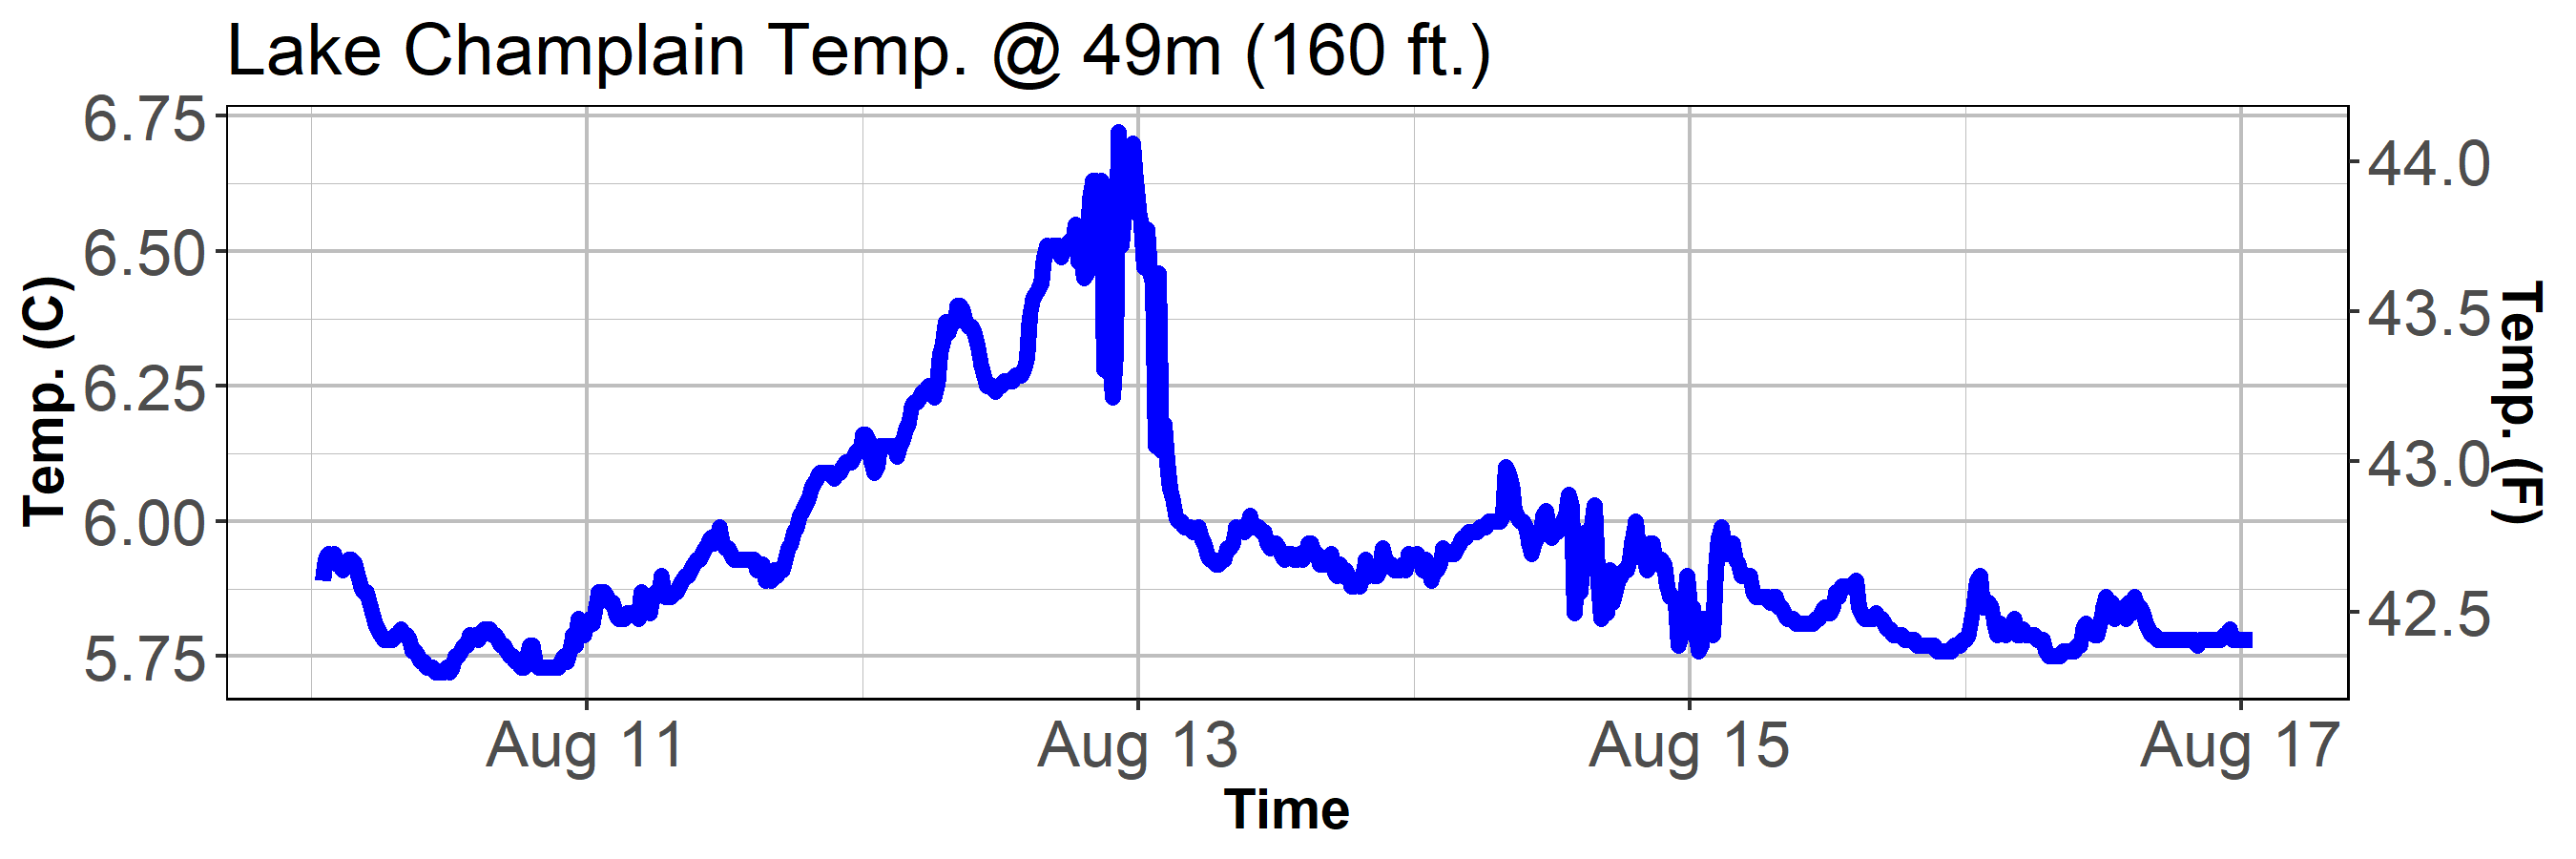 Lake Champlain Temp. @ 49m (160 ft.)
6.75
6.50
6.25
6.00
5.75
Temp. (C)
44.0
43.5
43.0
42.5
Temp. (F)
Aug 11 Aug 13 Aug 15 Aug 17
Time